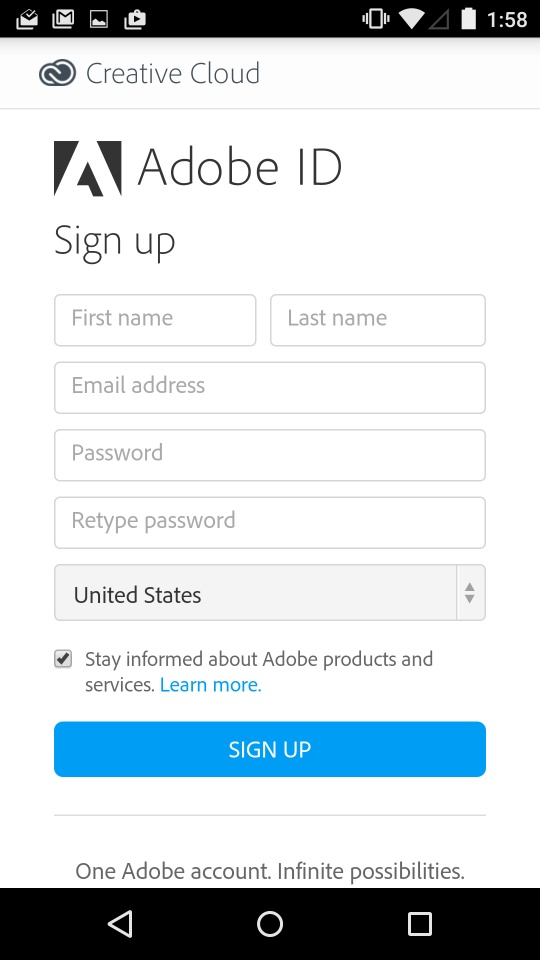 1:58
Creative Cloud
Adobe ID
Sign up
First name
Last name
Email address
Password
Retype password
United States
Stay informed about Adobe products and
services. Learn more.
SIGN UP
One Adobe account. Infinite possibilities.